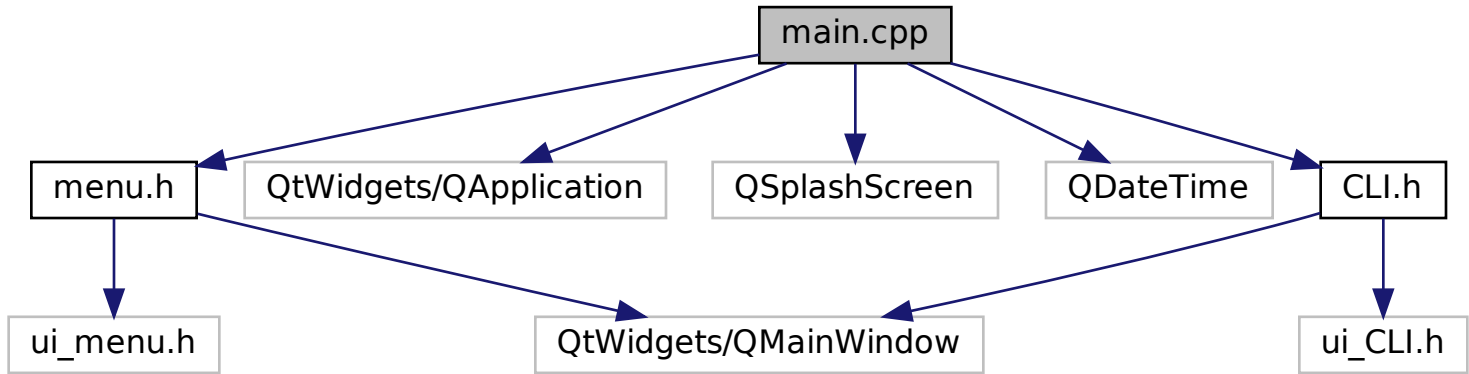 main.cpp
menu.h
QtWidgets/QApplication
QSplashScreen
QDateTime
CLI.h
ui_menu.h
QtWidgets/QMainWindow
ui_CLI.h